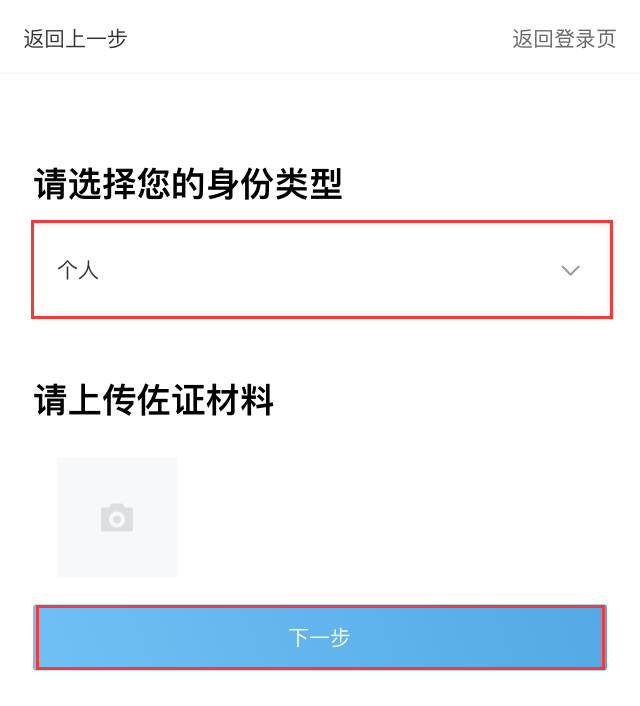 返回上一步
返回登录页
请选择您的身份类型
个人
请上传佐证材料
下一步